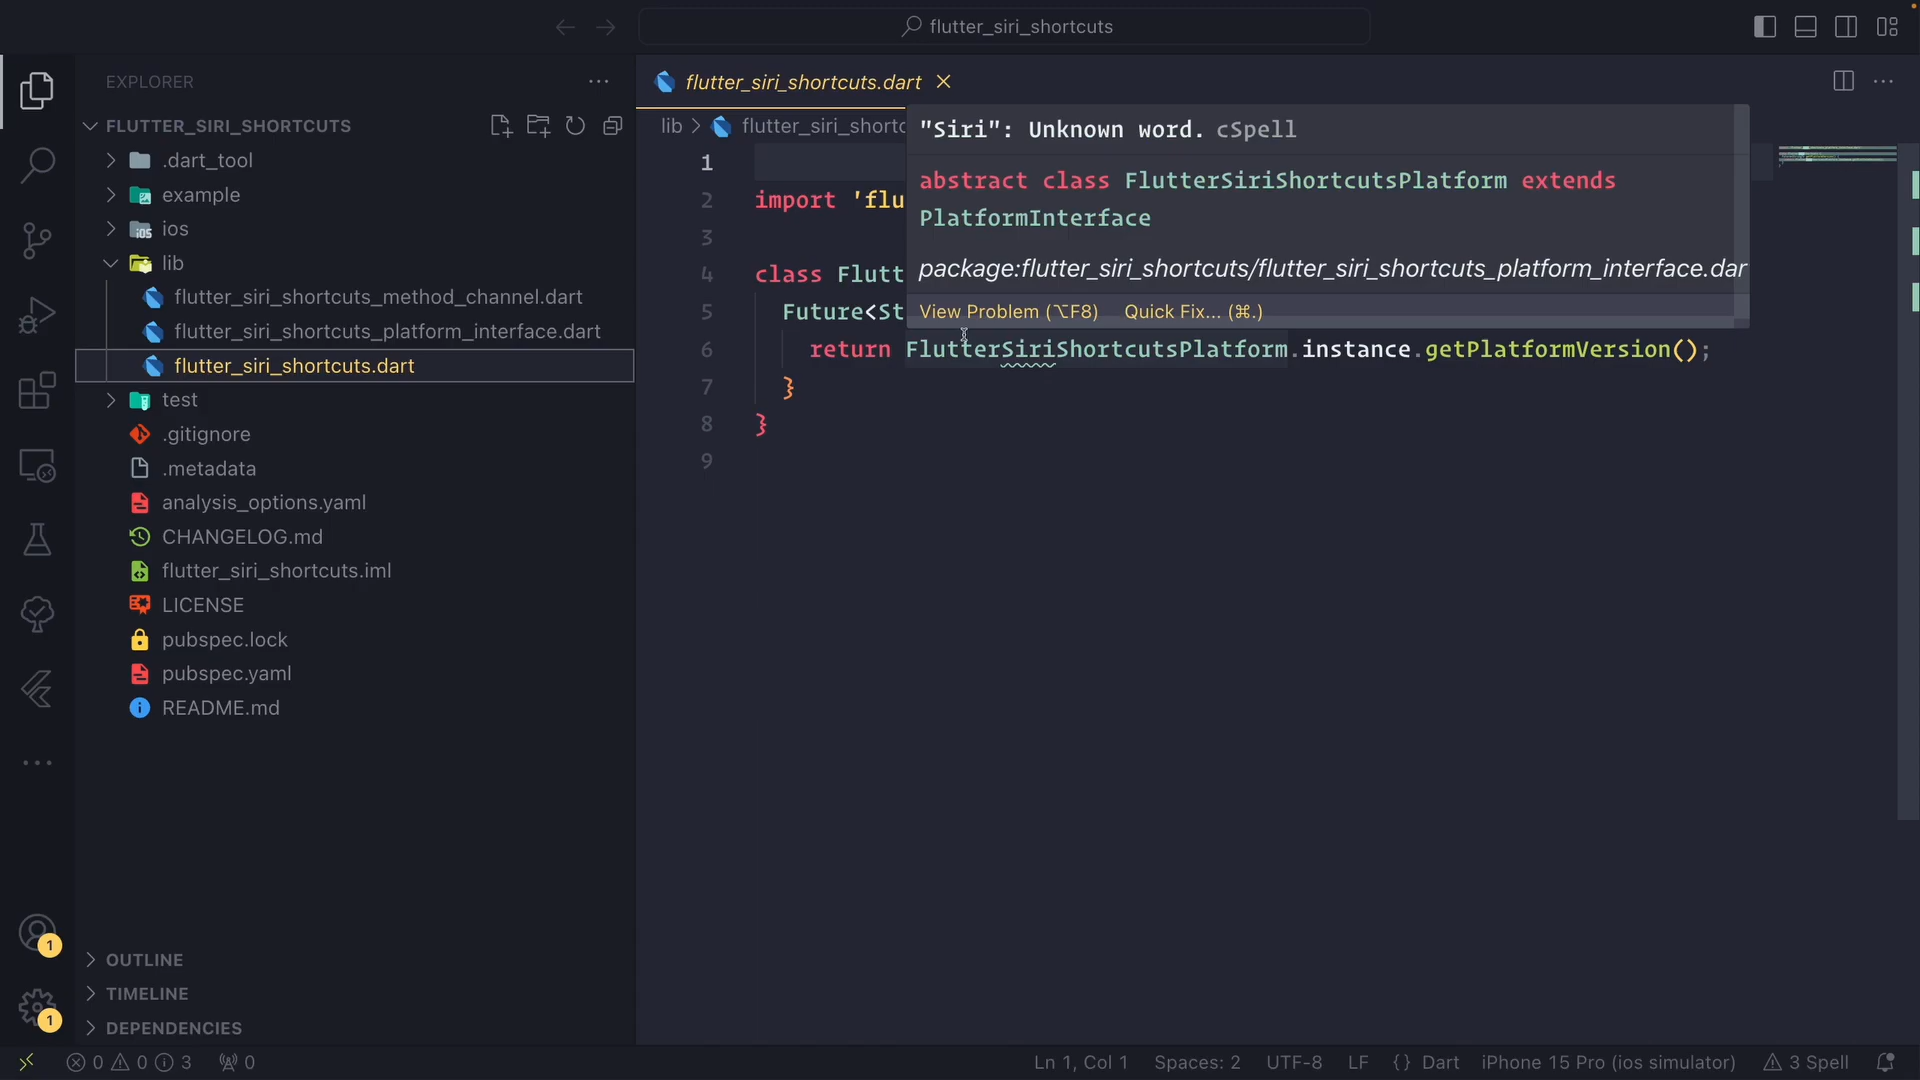 flutter_siri_shortcuts
EXPLORER
FLUTTER_SIRI_SHORTCUTS
.dart_tool
example
ios
lib
flutter_siri_shortcuts_method_channel.dart
flutter_siri_shortcuts_platform_interface.dart
flutter_siri_shortcuts.dart
test
.gitignore
.metadata
analysis_options.yaml
CHANGELOG.md
flutter_siri_shortcuts.iml
LICENSE
pubspec.lock
pubspec.yaml
README.md
OUTLINE
TIMELINE
DEPENDENCIES
1
1
flutter_siri_shortcuts.dart
lib > flutter_siri_shortc
"Siri": Unknown word. cSpell
abstract class FlutterSiriShortcutsPlatform extends
PlatformInterface
package:flutter_siri_shortcuts/flutter_siri_shortcuts_platform_interface.dar
View Problem (⌥F8) Quick Fix... (⌘.)
1
2 import 'flu
3
4 class Flutt
5 Future<St
6 return FlutterSiriShortcutsPlatform.instance.getPlatformVersion();
7 }
8 }
9
0 0 3 0
Ln 1, Col 1 Spaces: 2 UTF-8 LF {} Dart iPhone 15 Pro (ios simulator) 3 Spell